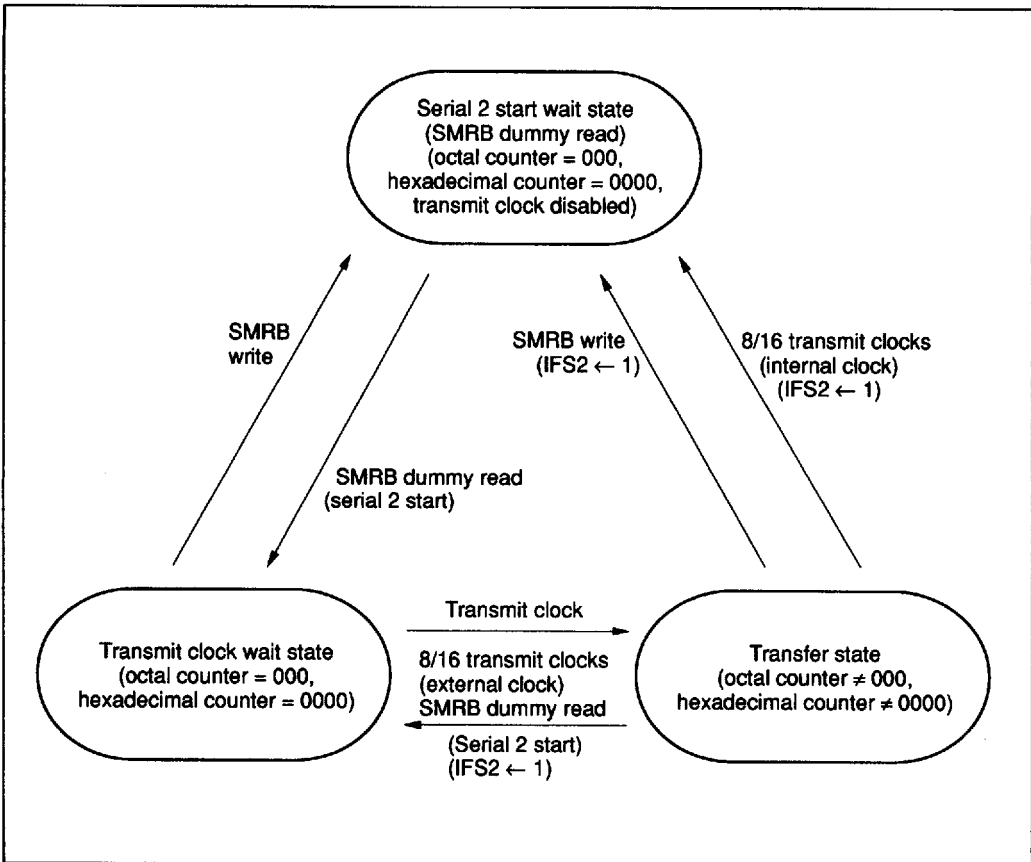 Serial 2 start wait state
(SMRB dummy read)
(octal counter = 000,
hexadecimal counter = 0000,
transmit clock disabled)
SMRB
write
SMRB write
(IFS2 ← 1)
8/16 transmit clocks
(internal clock)
(IFS2 ← 1)
SMRB dummy read
(serial 2 start)
Transmit clock wait state
(octal counter = 000,
hexadecimal counter = 0000)
Transmit clock
8/16 transmit clocks
(external clock)
SMRB dummy read
(Serial 2 start)
(IFS2 ← 1)
Transfer state
(octal counter ≠ 000,
hexadecimal counter ≠ 0000)